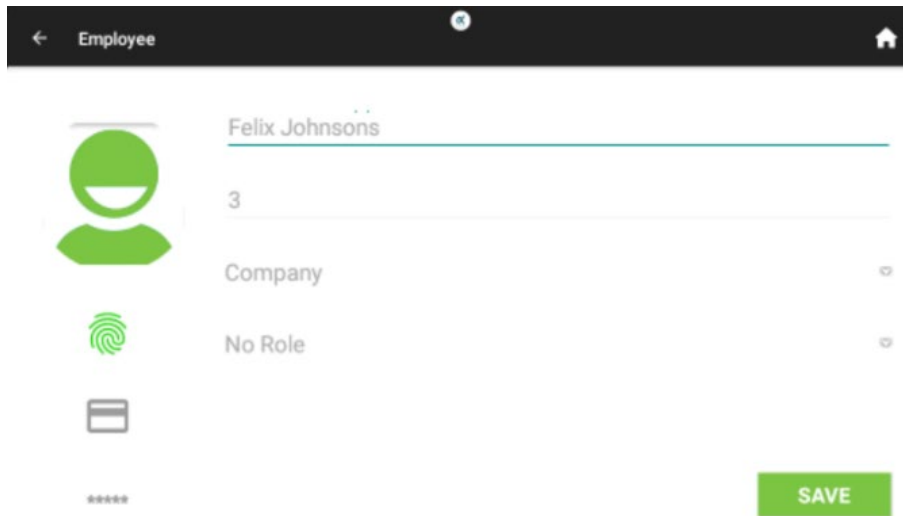 Employee
Felix Johnsons
3
Company
No Role
*****
SAVE